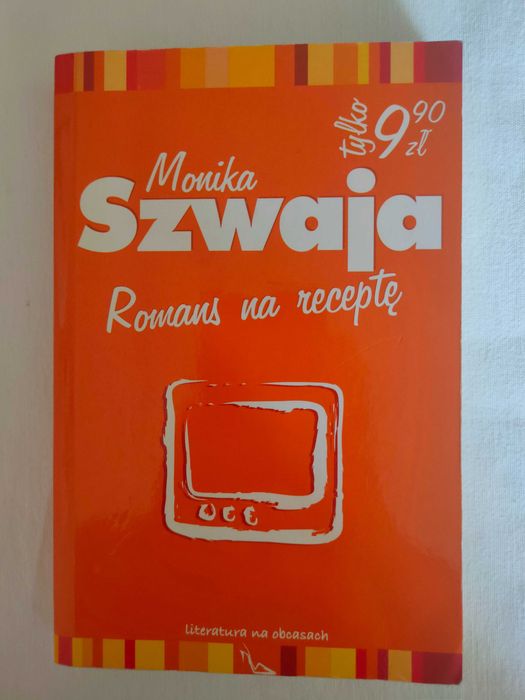 tylko 9 90 zł
Monika
Szwaja
Romans na receptę
literatura na obcasach